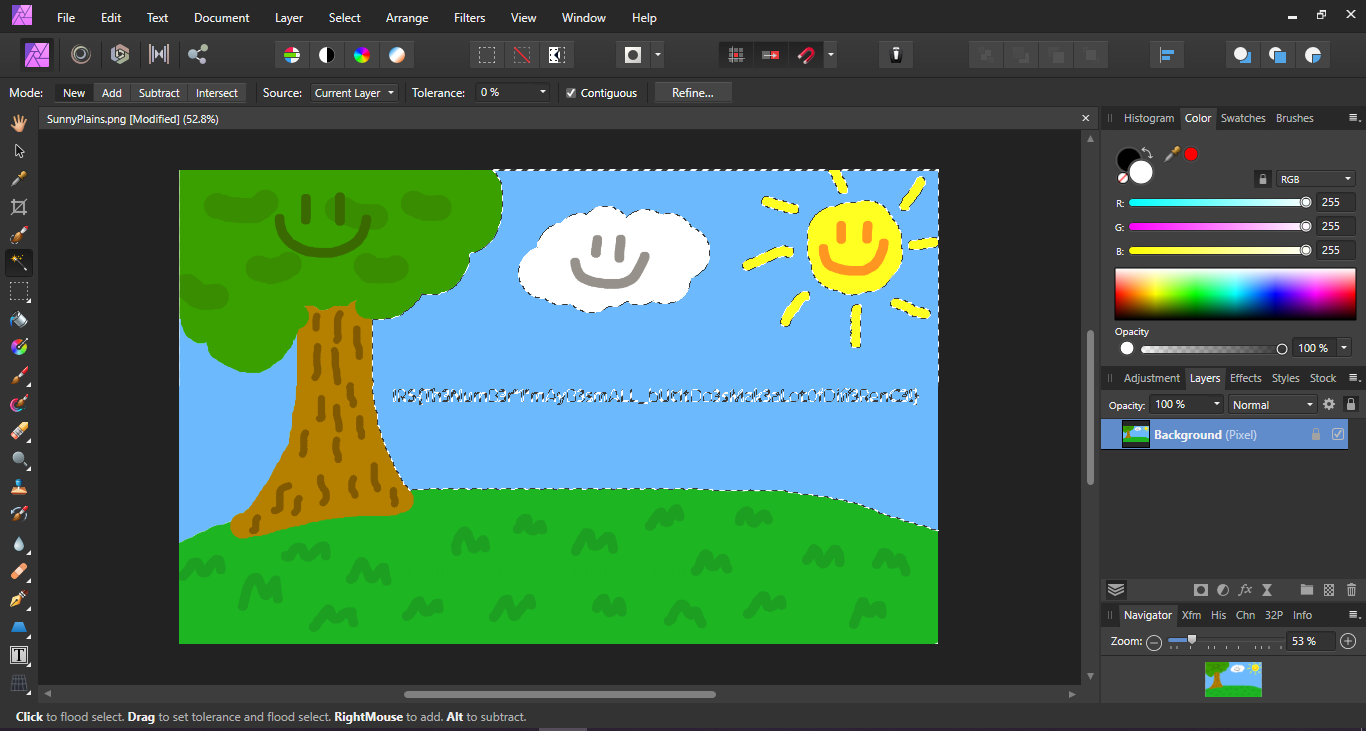 File Edit Text Document Layer Select Arrange Filters View Window Help
Mode: New Add Subtract Intersect Source: Current Layer Tolerance: 0 % Contiguous Refine...
SunnyPlains.png [Modified] (52.8%)
Histogram Color Swatches Brushes
RGB
R: 255
G: 255
B: 255
Opacity
100 %
Adjustment Layers Effects Styles Stock
Opacity: 100 % Normal
Background (Pixel)
fx
Navigator Xfm His Chn 32P Info
Zoom: 53 %
T
Click to flood select. Drag to set tolerance and flood select. RightMouse to add. Alt to subtract.